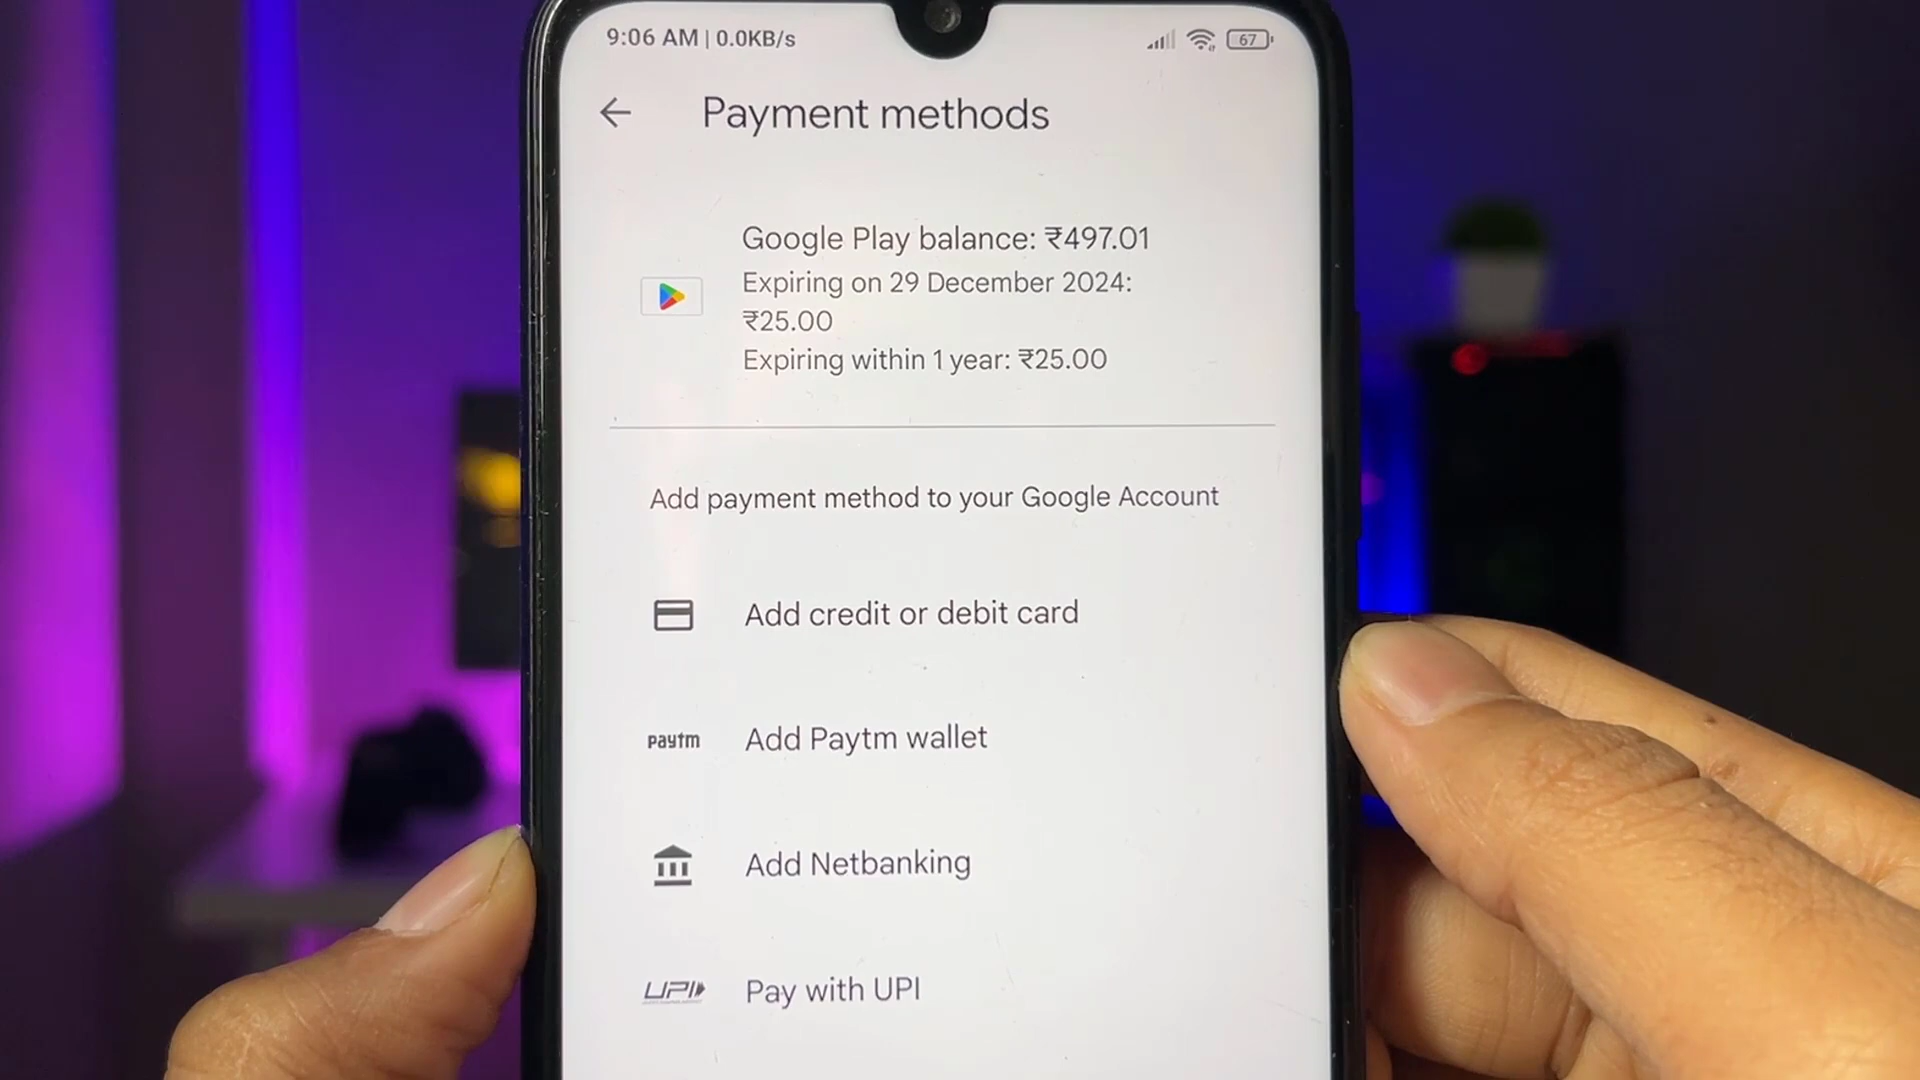 9:06 AM | 0.0KB/s
67
Payment methods
Google Play balance: ₹497.01
Expiring on 29 December 2024:
₹25.00
Expiring within 1 year: ₹25.00
Add payment method to your Google Account
Add credit or debit card
paytm Add Paytm wallet
Add Netbanking
UPI Pay with UPI